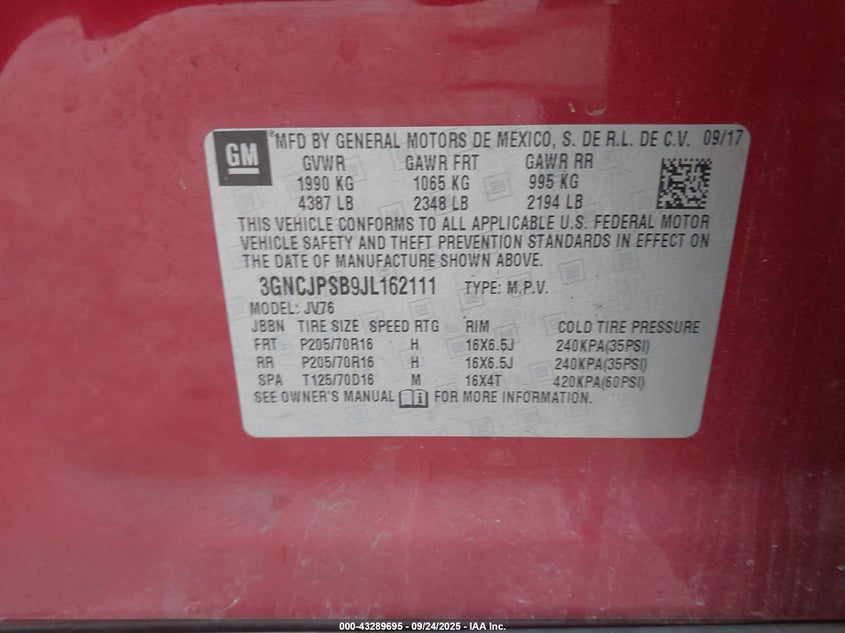 GM
®MFD BY GENERAL MOTORS DE MEXICO, S. DE R.L. DE C.V. 09/17
GVWR GAWR FRT GAWR RR
1990 KG 1065 KG 995 KG
4387 LB 2348 LB 2194 LB
THIS VEHICLE CONFORMS TO ALL APPLICABLE U.S. FEDERAL MOTOR
VEHICLE SAFETY AND THEFT PREVENTION STANDARDS IN EFFECT ON
THE DATE OF MANUFACTURE SHOWN ABOVE.
3GNCJPSB9JL162111 TYPE: M.P.V.
MODEL: JV76
JBBN TIRE SIZE SPEED RTG RIM COLD TIRE PRESSURE
FRT P205/70R16 H 16X6.5J 240KPA(35PSI)
RR P205/70R16 H 16X6.5J 240KPA(35PSI)
SPA T125/70D16 M 16X4T 420KPA(60PSI)
SEE OWNER'S MANUAL i FOR MORE INFORMATION.
000-43289695 - 09/24/2025 - IAA Inc.